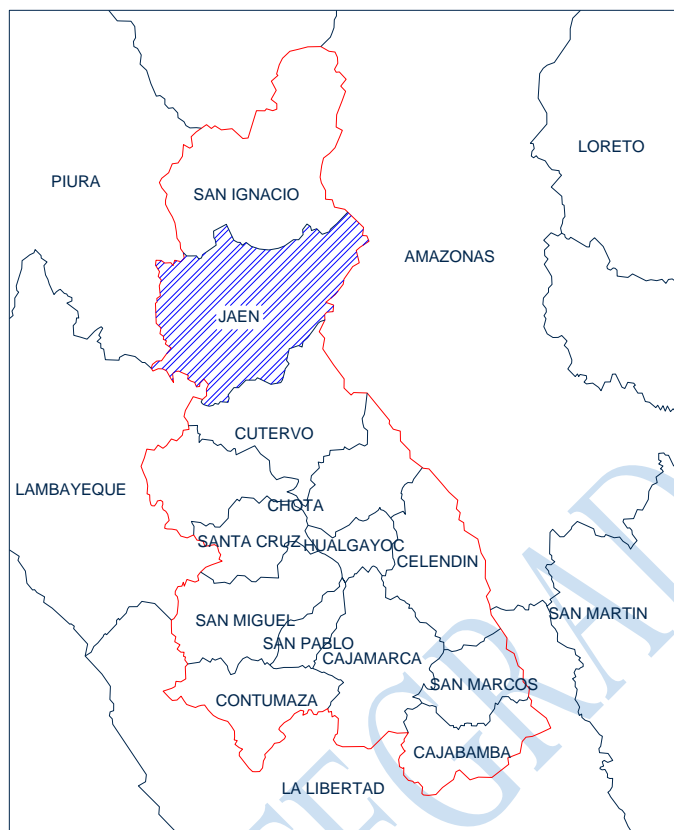 LORETO
PIURA
SAN IGNACIO
AMAZONAS
JAEN
CUTERVO
LAMBAYEQUE
CHOTA
SANTA CRUZ
HUALGAYOC
CELENDIN
SAN MARTIN
SAN MIGUEL
SAN PABLO
CAJAMARCA
SAN MARCOS
CONTUMAZA
CAJABAMBA
LA LIBERTAD
EGRAD